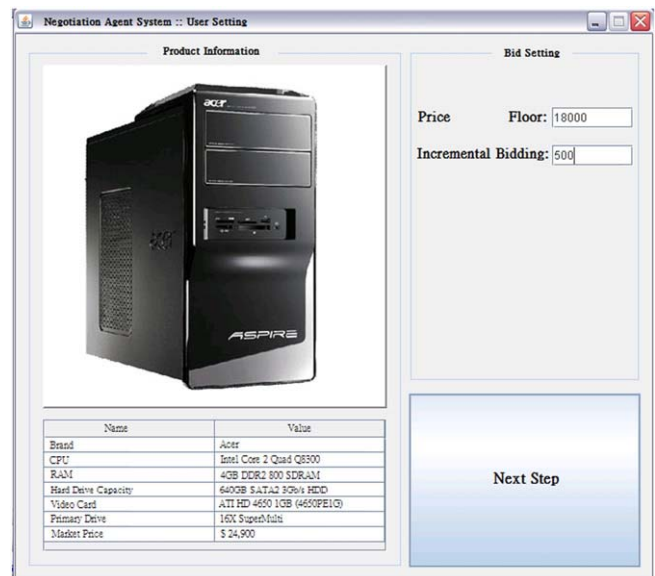 Negotiation Agent System :: User Setting
Product Information
acer
acer
ASPIRE
Name Value
Brand Acer
CPU Intel Core 2 Quad Q8300
RAM 4GB DDR2 800 SDRAM
Hard Drive Capacity 640GB SATA2 3Gb/s HDD
Video Card ATI HD 4650 1GB (4650PE1G)
Primary Drive 16X SuperMulti
Market Price $ 24,900
Bid Setting
Price Floor: 18000
Incremental Bidding: 500
Next Step